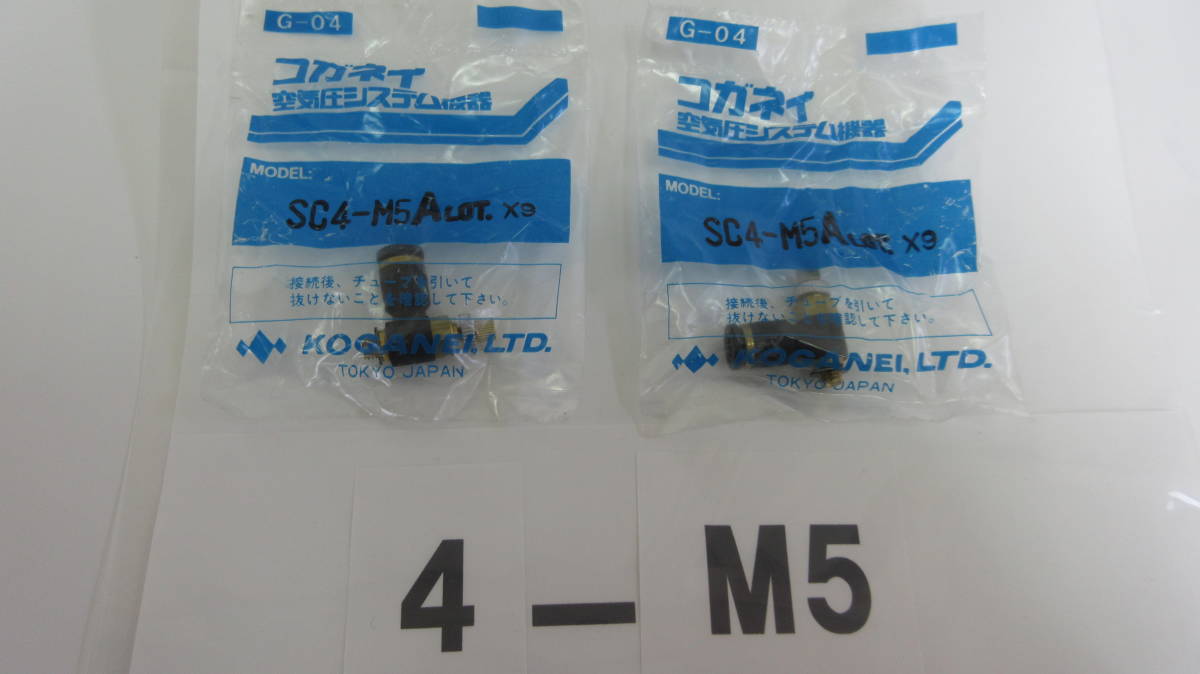 G-04
コガネイ
空気圧システム機器
MODEL:
SC4-M5A LOT. X9
接続後、チューブを引いて
抜けないことを確認して下さい。
KOGANEI, LTD.
TOKYO JAPAN
G-04
コガネイ
空気圧システム機器
MODEL:
SC4-M5A LOT. X9
接続後、チューブを引いて
抜けないことを確認して下さい。
KOGANEI, LTD.
TOKYO JAPAN
4-M5